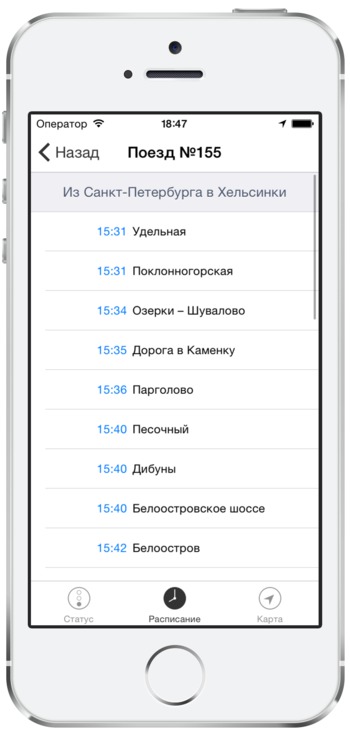 Оператор 18:47
Назад Поезд №155
Из Санкт-Петербурга в Хельсинки
15:31 Удельная
15:31 Поклонногорская
15:34 Озерки – Шувалово
15:35 Дорога в Каменку
15:36 Парголово
15:40 Песочный
15:40 Дибуны
15:40 Белоостровское шоссе
15:42 Белоостров
Статус Расписание Карта